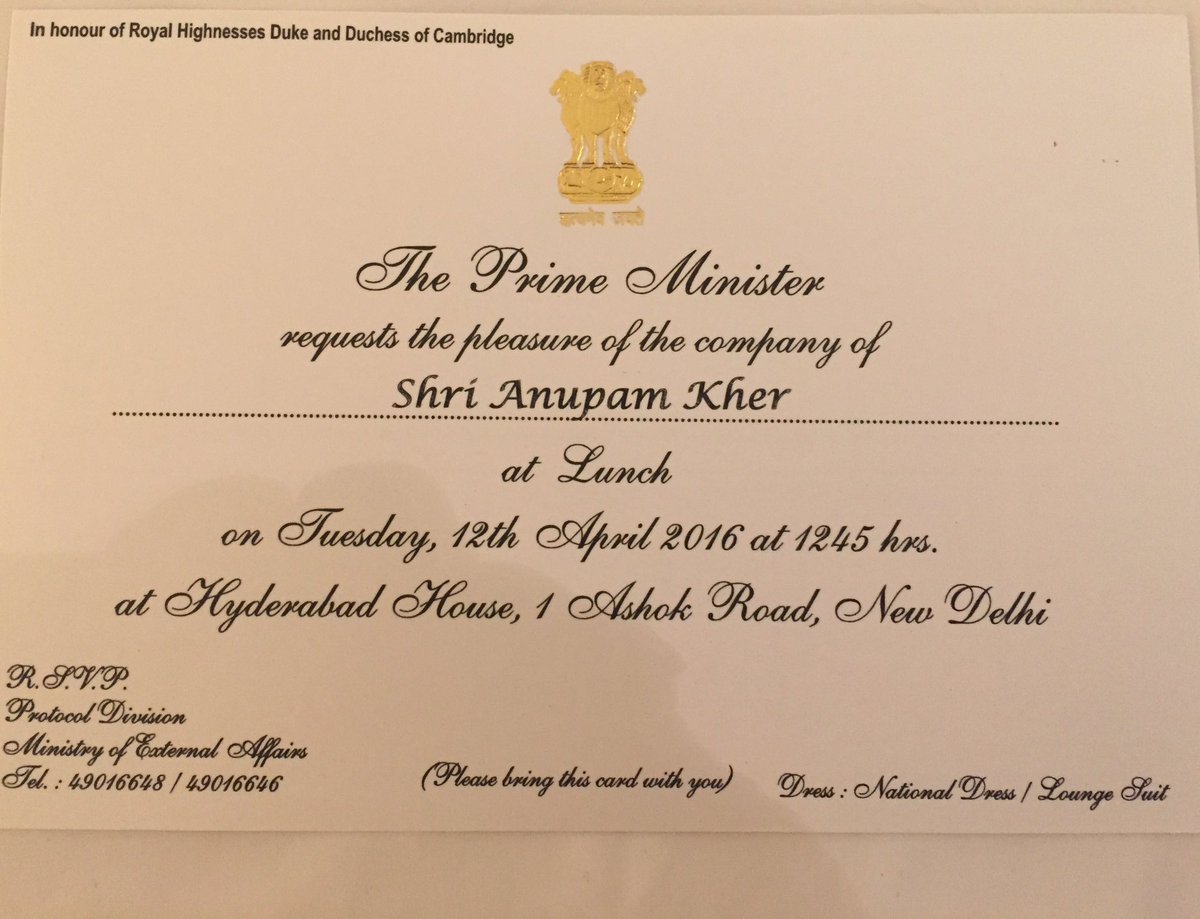 In honour of Royal Highnesses Duke and Duchess of Cambridge
सत्यमेव जयते
The Prime Minister
requests the pleasure of the company of
Shri Anupam Kher
at Lunch
on Tuesday, 12th April 2016 at 1245 hrs.
at Hyderabad House, 1 Ashok Road, New Delhi
R.S.V.P.
Protocol Division
Ministry of External Affairs
Tel. : 49016648 / 49016646
(Please bring this card with you)
Dress : National Dress / Lounge Suit